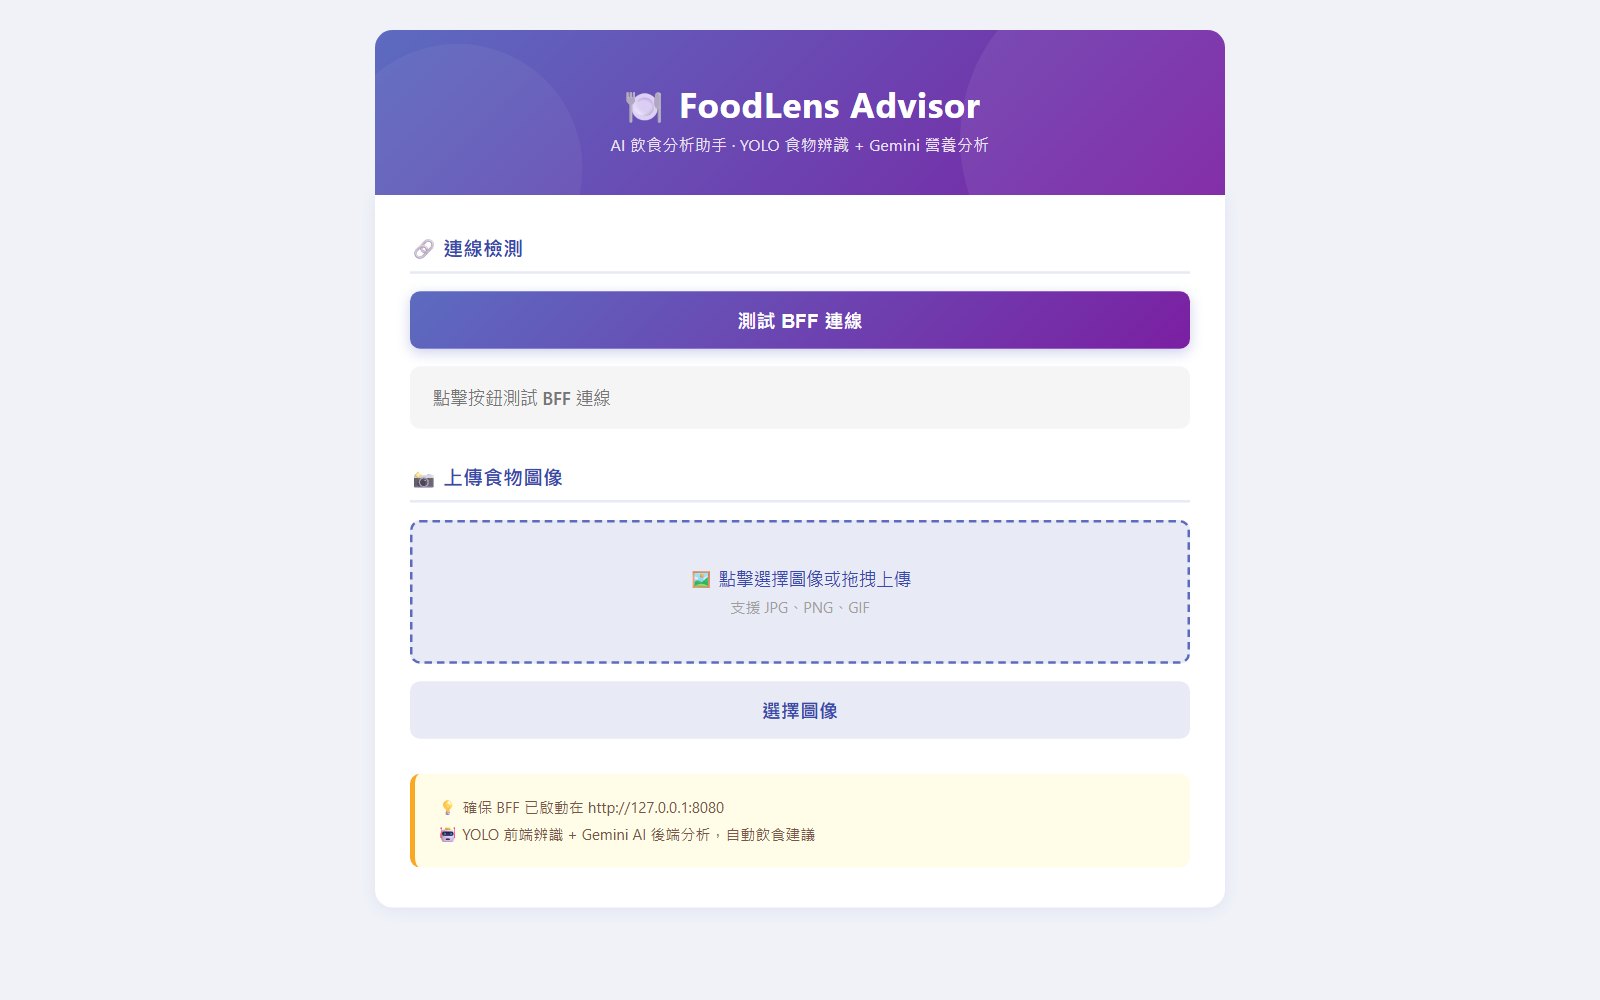 🍽️ FoodLens Advisor
AI 飲食分析助手 · YOLO 食物辨識 + Gemini 營養分析
🔗 連線檢測
測試 BFF 連線
點擊按鈕測試 BFF 連線
📸 上傳食物圖像
🖼️ 點擊選擇圖像或拖拽上傳
支援 JPG、PNG、GIF
選擇圖像
💡 確保 BFF 已啟動在 http://127.0.0.1:8080
🤖 YOLO 前端辨識 + Gemini AI 後端分析，自動飲食建議